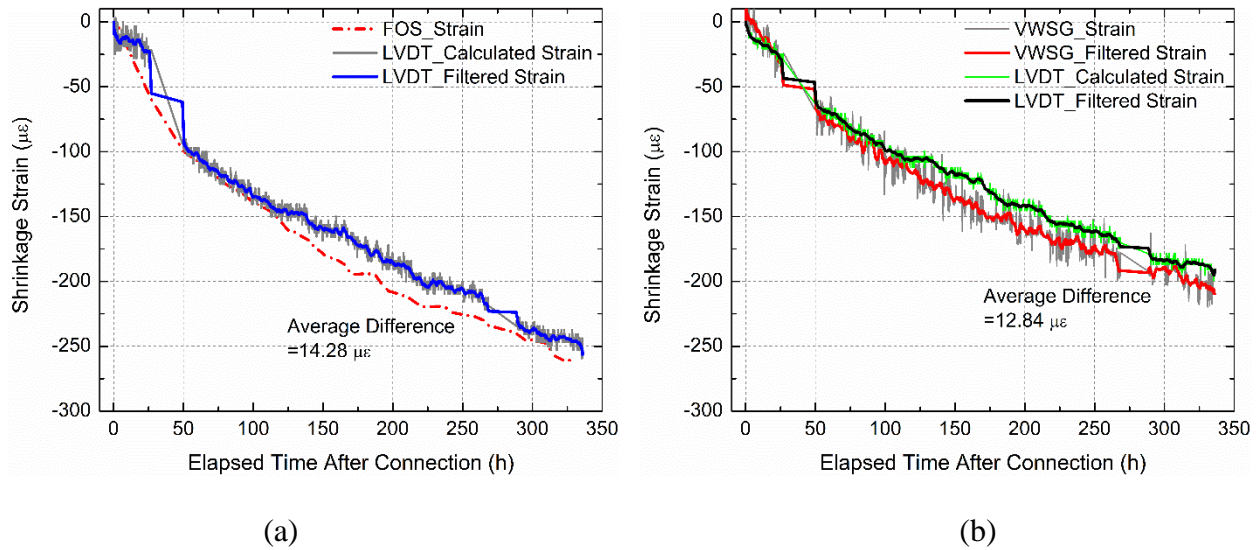 0
-50
-100
-150
-200
-250
-300
Shrinkage Strain (με)
FOS_Strain
LVDT_Calculated Strain
LVDT_Filtered Strain
Average Difference
=14.28 με
0 50 100 150 200 250 300 350
Elapsed Time After Connection (h)
(a)
0
-50
-100
-150
-200
-250
-300
Shrinkage Strain (με)
VWSG_Strain
VWSG_Filtered Strain
LVDT_Calculated Strain
LVDT_Filtered Strain
Average Difference
=12.84 με
0 50 100 150 200 250 300 350
Elapsed Time After Connection (h)
(b)